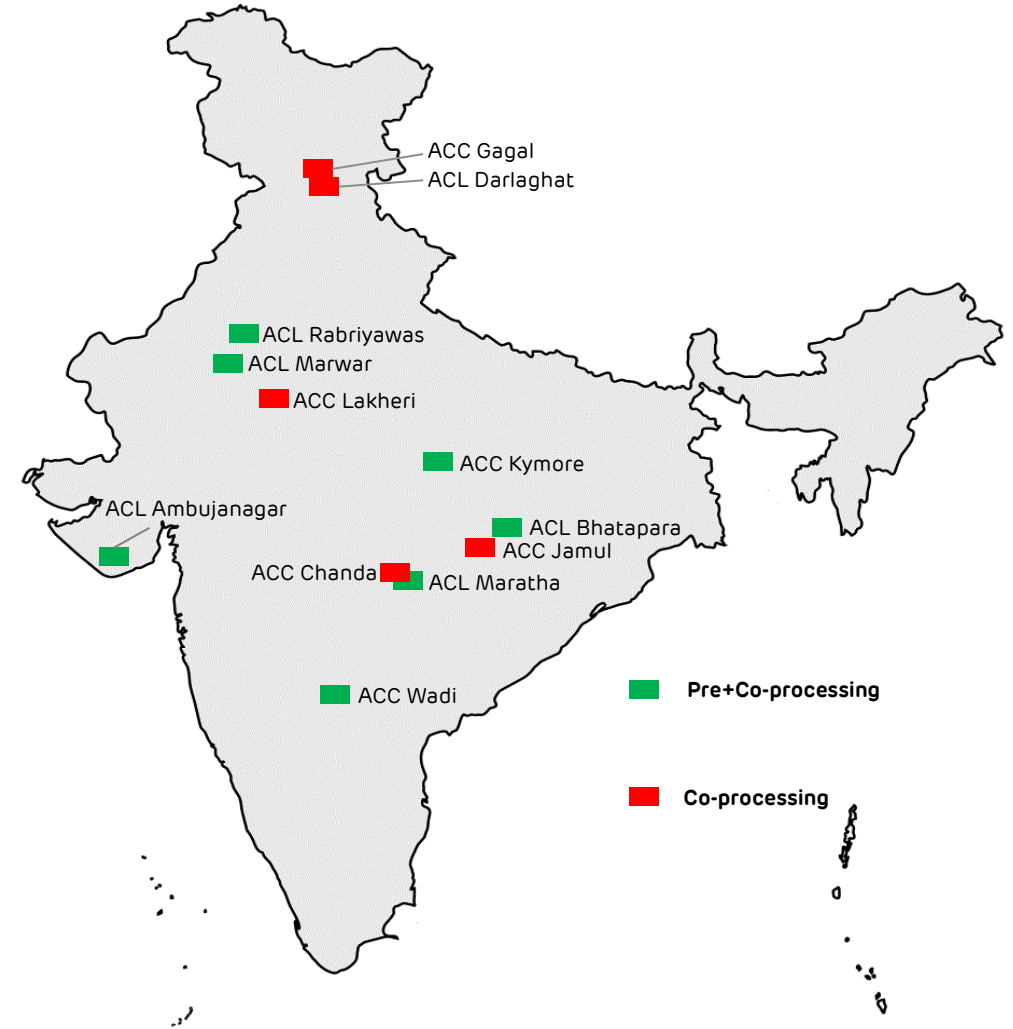 ACC Gagal
ACL Darlaghat
ACL Rabriyawas
ACL Marwar
ACC Lakheri
ACC Kymore
ACL Ambujanagar
ACL Bhatapara
ACC Jamul
ACC Chanda
ACL Maratha
Pre+Co-processing
ACC Wadi
Co-processing